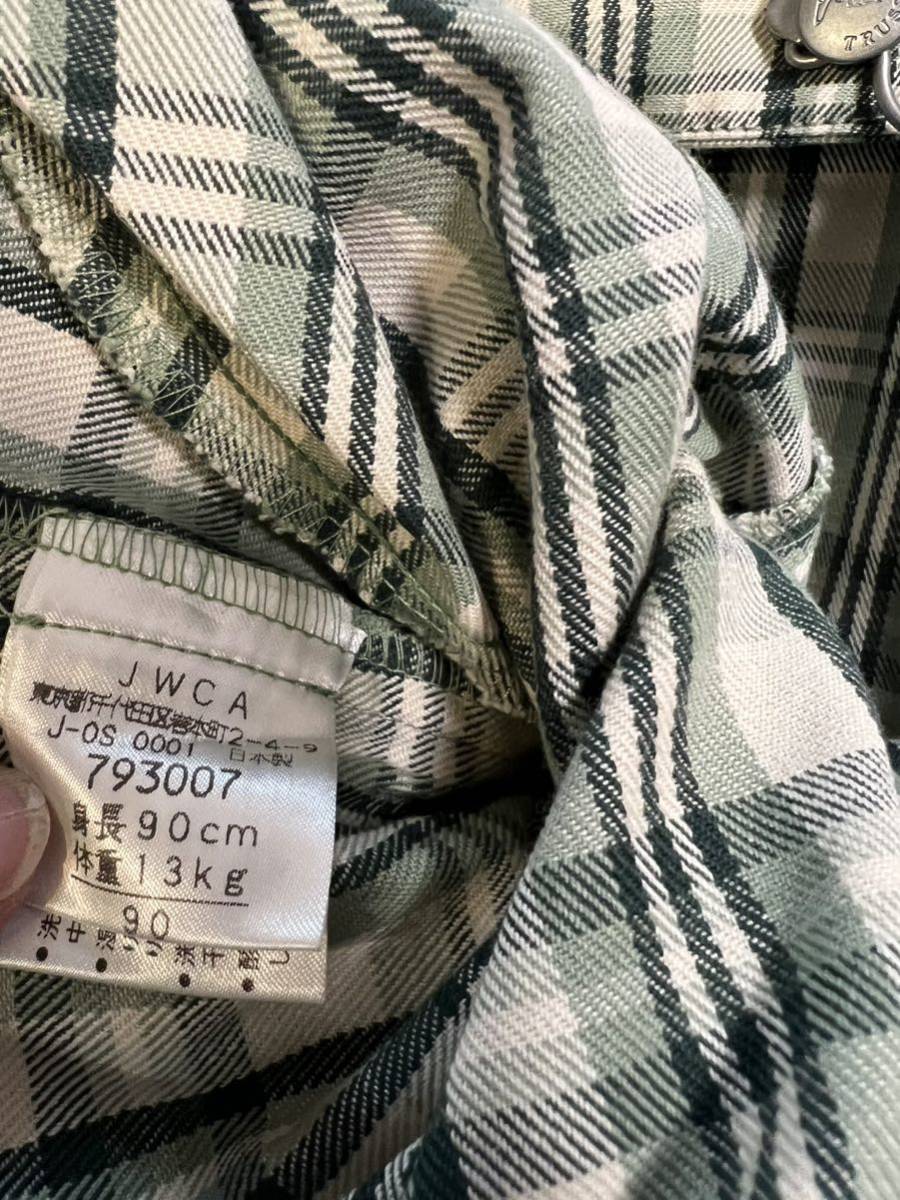 TRUS
JWCA
東京都千代田区岩本町2-4-9
J-OS 0001 日本製
793007
身長90cm
体重13kg
90